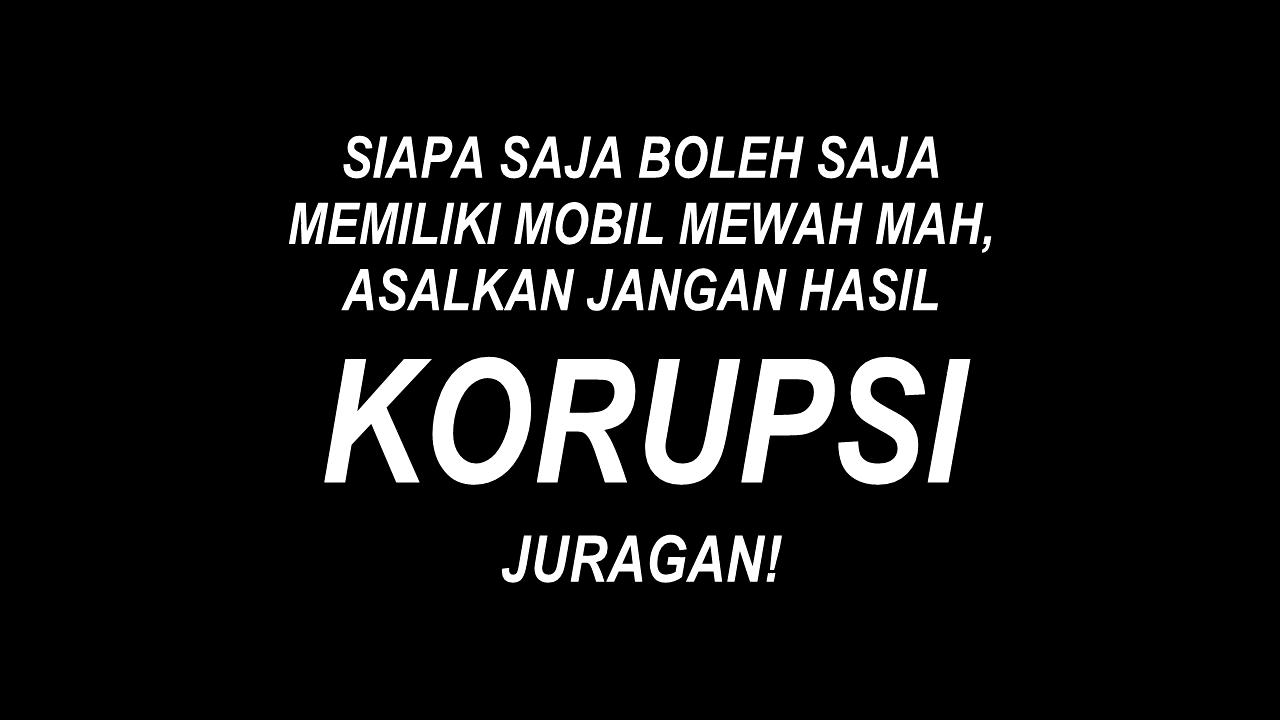 SIAPA SAJA BOLEH SAJA
MEMILIKI MOBIL MEWAH MAH,
ASALKAN JANGAN HASIL
KORUPSI
JURAGAN!